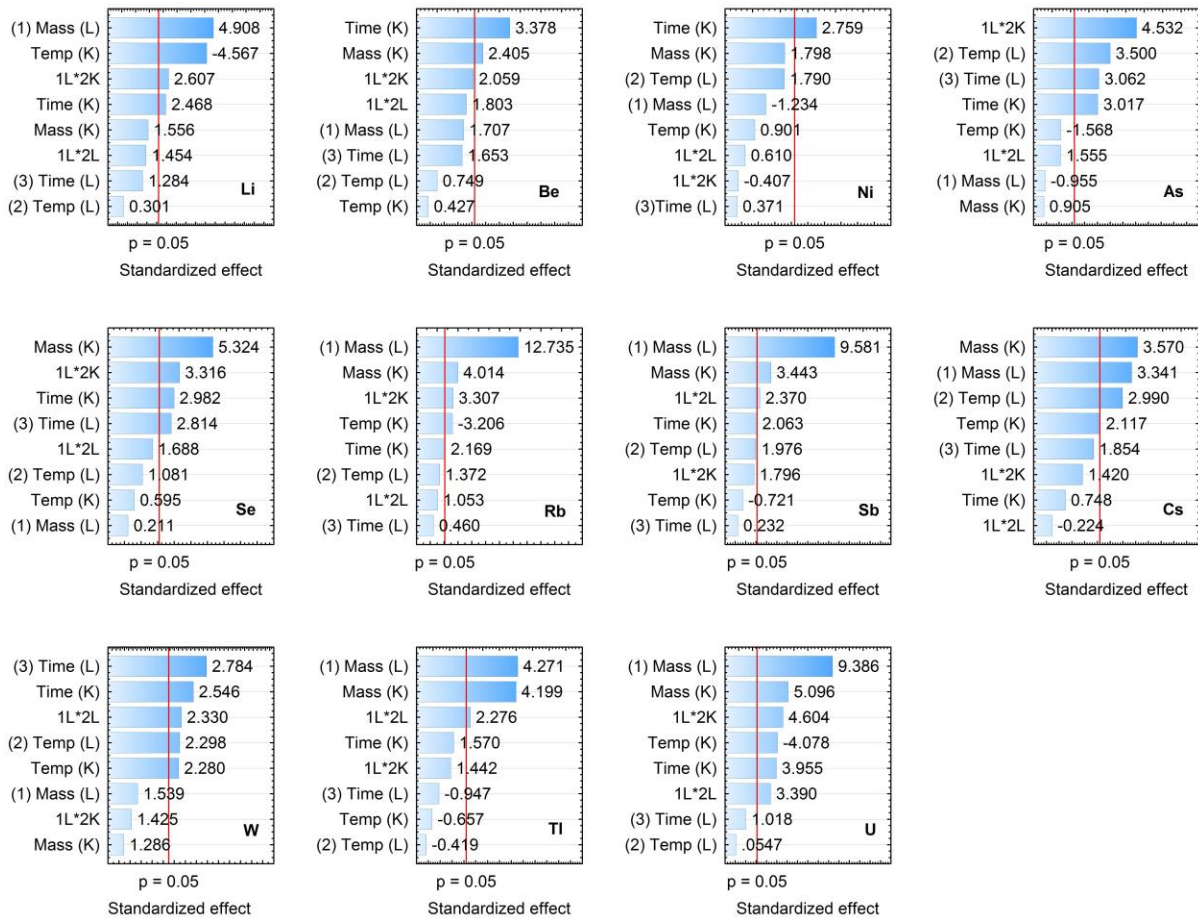 (1) Mass (L) 4.908
Temp (K) -4.567
1L*2K 2.607
Time (K) 2.468
Mass (K) 1.556
1L*2L 1.454
(3) Time (L) 1.284
(2) Temp (L) 0.301
Li
p = 0.05
Standardized effect
Time (K) 3.378
Mass (K) 2.405
1L*2K 2.059
1L*2L 1.803
(1) Mass (L) 1.707
(3) Time (L) 1.653
(2) Temp (L) 0.749
Temp (K) 0.427
Be
p = 0.05
Standardized effect
Time (K) 2.759
Mass (K) 1.798
(2) Temp (L) 1.790
(1) Mass (L) -1.234
Temp (K) 0.901
1L*2L 0.610
1L*2K -0.407
(3)Time (L) 0.371
Ni
p = 0.05
Standardized effect
1L*2K 4.532
(2) Temp (L) 3.500
(3) Time (L) 3.062
Time (K) 3.017
Temp (K) -1.568
1L*2L 1.555
(1) Mass (L) -0.955
Mass (K) 0.905
As
p = 0.05
Standardized effect
Mass (K) 5.324
1L*2K 3.316
Time (K) 2.982
(3) Time (L) 2.814
1L*2L 1.688
(2) Temp (L) 1.081
Temp (K) 0.595
(1) Mass (L) 0.211
Se
p = 0.05
Standardized effect
(1) Mass (L) 12.735
Mass (K) 4.014
1L*2K 3.307
Temp (K) -3.206
Time (K) 2.169
(2) Temp (L) 1.372
1L*2L 1.053
(3) Time (L) 0.460
Rb
p = 0.05
Standardized effect
(1) Mass (L) 9.581
Mass (K) 3.443
1L*2L 2.370
Time (K) 2.063
(2) Temp (L) 1.976
1L*2K 1.796
Temp (K) -0.721
(3) Time (L) 0.232
Sb
p = 0.05
Standardized effect
Mass (K) 3.570
(1) Mass (L) 3.341
(2) Temp (L) 2.990
Temp (K) 2.117
(3) Time (L) 1.854
1L*2K 1.420
Time (K) 0.748
1L*2L -0.224
Cs
p = 0.05
Standardized effect
(3) Time (L) 2.784
Time (K) 2.546
1L*2L 2.330
(2) Temp (L) 2.298
Temp (K) 2.280
(1) Mass (L) 1.539
1L*2K 1.425
Mass (K) 1.286
W
p = 0.05
Standardized effect
(1) Mass (L) 4.271
Mass (K) 4.199
1L*2L 2.276
Time (K) 1.570
1L*2K 1.442
(3) Time (L) -0.947
Temp (K) -0.657
(2) Temp (L) -0.419
Tl
p = 0.05
Standardized effect
(1) Mass (L) 9.386
Mass (K) 5.096
1L*2K 4.604
Temp (K) -4.078
Time (K) 3.955
1L*2L 3.390
(3) Time (L) 1.018
(2) Temp (L) .0547
U
p = 0.05
Standardized effect